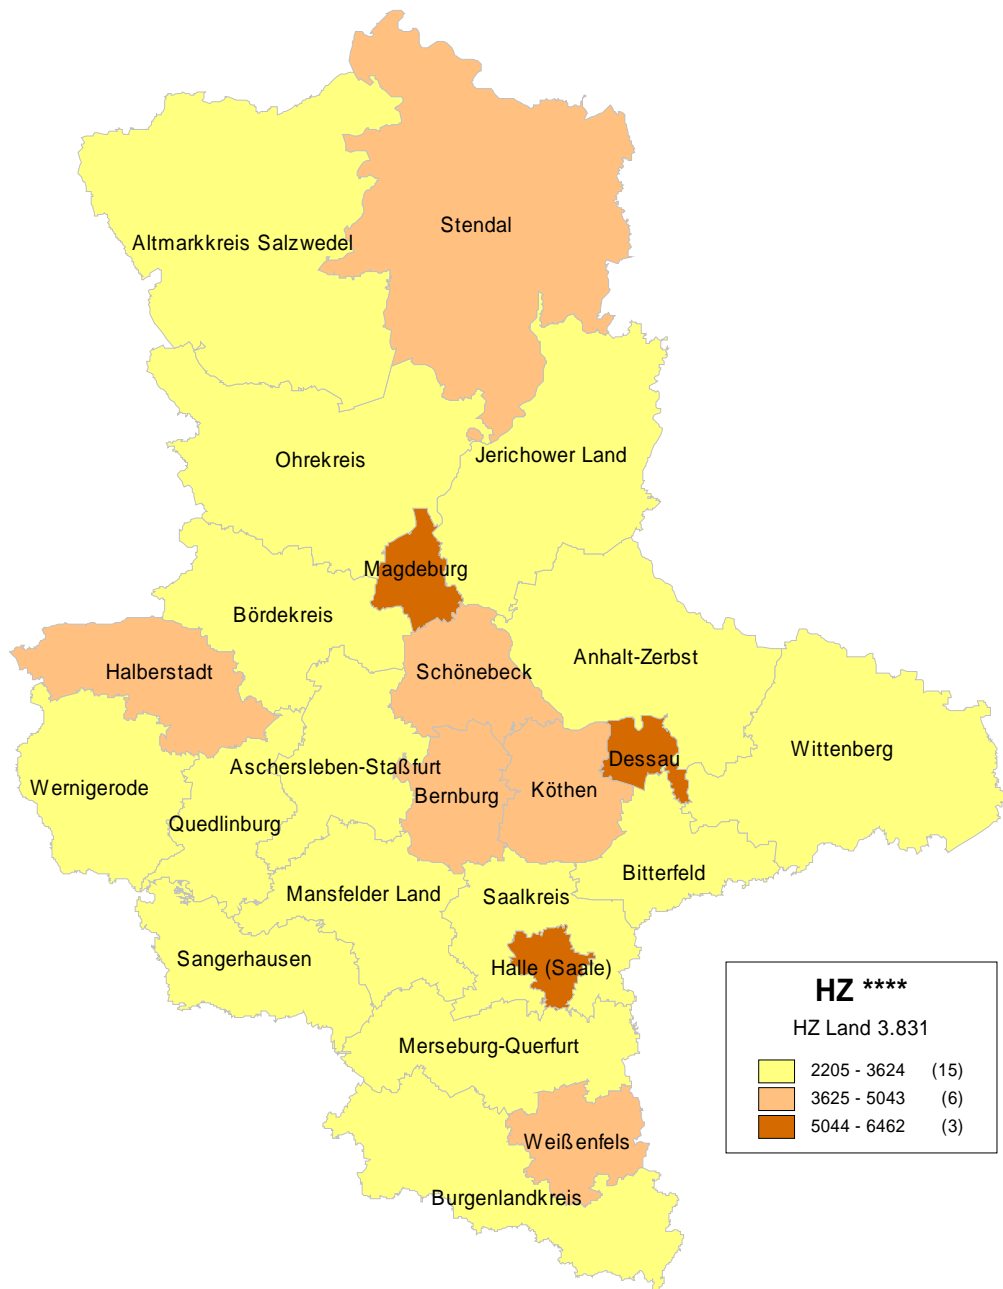 Stendal
Altmarkkreis Salzwedel
Ohrekreis
Jerichower Land
Magdeburg
Bördekreis
Anhalt-Zerbst
Halberstadt
Schönebeck
Wittenberg
Dessau
Aschersleben-Staßfurt
Wernigerode
Köthen
Bernburg
Quedlinburg
Bitterfeld
Mansfelder Land
Saalkreis
Sangerhausen
Halle (Saale)
Merseburg-Querfurt
Weißenfels
Burgenlandkreis
HZ ****
HZ Land 3.831
2205 - 3624 (15)
3625 - 5043 (6)
5044 - 6462 (3)